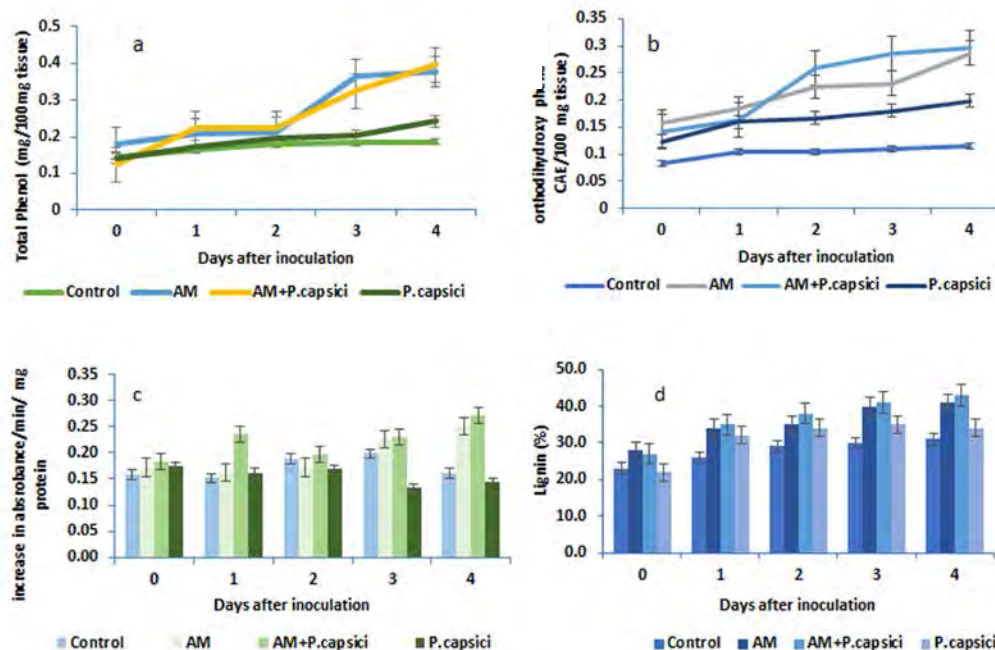 a
Total Phenol (mg/100mg tissue)
0.5
0.4
0.3
0.2
0.1
0
0 1 2 3 4
Days after inoculation
Control AM AM+P.capsici P.capsici
b
orthodihydroxy
CAE/100 mg tissue)
0.35
0.3
0.25
0.2
0.15
0.1
0.05
0
0 1 2 3 4
Days after inoculation
Control AM AM+P.capsici P.capsici
c
increase in absrobance/min/ mg
protein
0.35
0.30
0.25
0.20
0.15
0.10
0.05
0.00
0 1 2 3 4
Days after inoculation
Control AM AM+P.capsici P.capsici
d
Lignin (%)
50.0
40.0
30.0
20.0
10.0
0.0
0 1 2 3 4
Days after inoculation
Control AM AM+P.capsici P.capsici